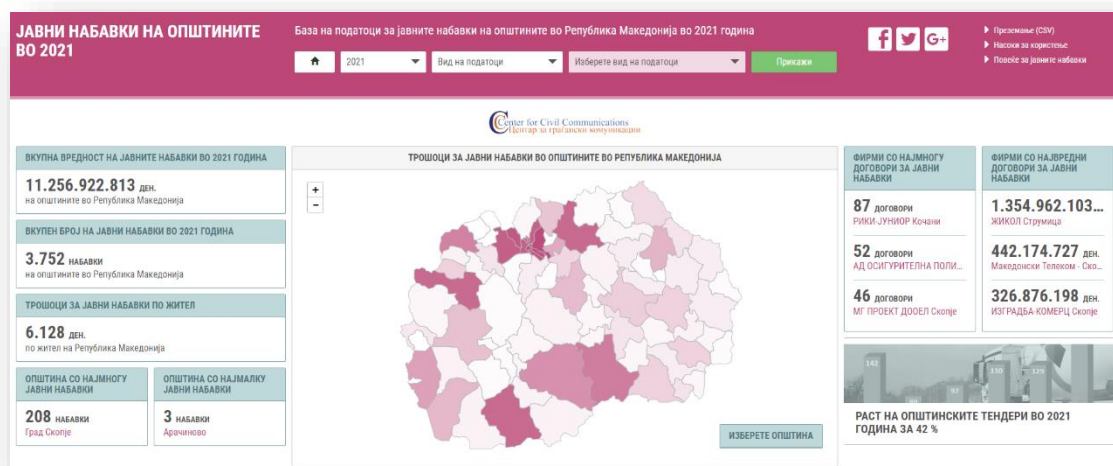 ЈАВНИ НАБАВКИ НА ОПШТИНИТЕ
ВО 2021
База на податоци за јавните набавки на општините во Република Македонија во 2021 година
2021
Вид на податоци
Изберете вид на податоци
Прикажи
f
G+
Преземање (CSV)
Насоки за користење
Повеќе за јавните набавки
Center for Civil Communications
Центар за граѓански комуникации
ВКУПНА ВРЕДНОСТ НА ЈАВНИТЕ НАБАВКИ ВО 2021 ГОДИНА
11.256.922.813 ДЕН.
на општините во Република Македонија
ВКУПЕН БРОЈ НА ЈАВНИ НАБАВКИ ВО 2021 ГОДИНА
3.752 НАБАВКИ
на општините во Република Македонија
ТРОШОЦИ ЗА ЈАВНИ НАБАВКИ ПО ЖИТЕЛ
6.128 ДЕН.
по жител на Република Македонија
ОПШТИНА СО НАЈМНОГУ
ЈАВНИ НАБАВКИ
208 НАБАВКИ
Град Скопје
ОПШТИНА СО НАЈМАЛКУ
ЈАВНИ НАБАВКИ
3 НАБАВКИ
Арачиново
ТРОШОЦИ ЗА ЈАВНИ НАБАВКИ ВО ОПШТИНИТЕ ВО РЕПУБЛИКА МАКЕДОНИЈА
+
−
ИЗБЕРЕТЕ ОПШТИНА
ФИРМИ СО НАЈМНОГУ
ДОГОВОРИ ЗА ЈАВНИ
НАБАВКИ
87 ДОГОВОРИ
РИКИ-ЈУНИОР Кочани
52 ДОГОВОРИ
АД ОСИГУРИТЕЛНА ПОЛИ...
46 ДОГОВОРИ
МГ ПРОЕКТ ДООЕЛ Скопје
ФИРМИ СО НАЈВРЕДНИ
ДОГОВОРИ ЗА ЈАВНИ
НАБАВКИ
1.354.962.103...
ЖИКОЛ Струмица
442.174.727 ДЕН.
Македонски Телеком - Ско...
326.876.198 ДЕН.
ИЗГРАДБА-КОМЕРЦ Скопје
142
97
130
129
РАСТ НА ОПШТИНСКИТЕ ТЕНДЕРИ ВО 2021
ГОДИНА ЗА 42 %